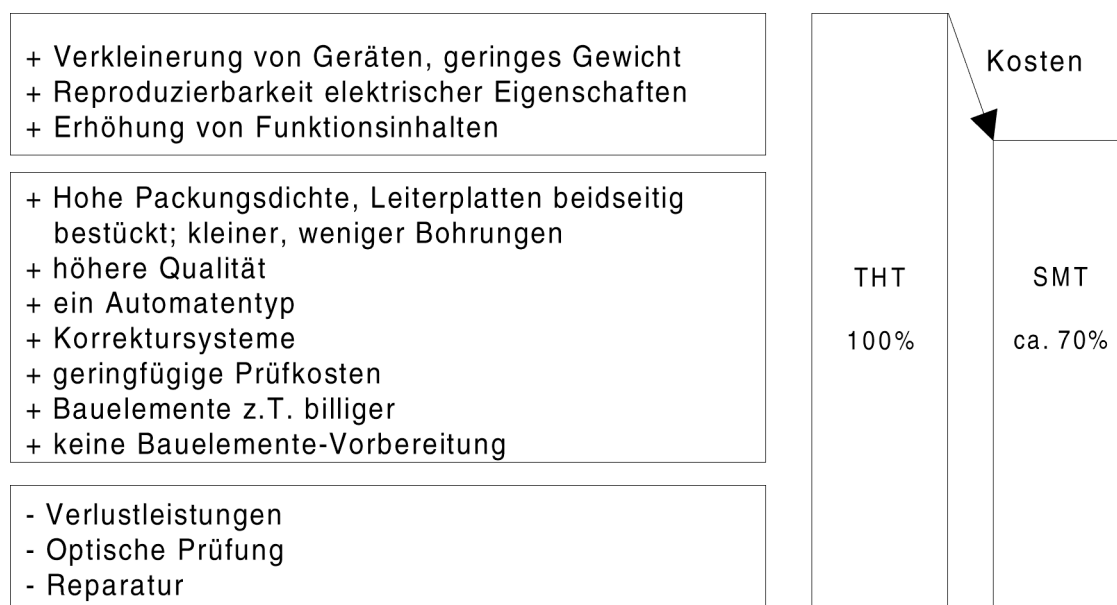 + Verkleinerung von Geräten, geringes Gewicht
+ Reproduzierbarkeit elektrischer Eigenschaften
+ Erhöhung von Funktionsinhalten
+ Hohe Packungsdichte, Leiterplatten beidseitig
bestückt; kleiner, weniger Bohrungen
+ höhere Qualität
+ ein Automatentyp
+ Korrektursysteme
+ geringfügige Prüfkosten
+ Bauelemente z.T. billiger
+ keine Bauelemente-Vorbereitung
- Verlustleistungen
- Optische Prüfung
- Reparatur
Kosten
THT
100%
SMT
ca. 70%